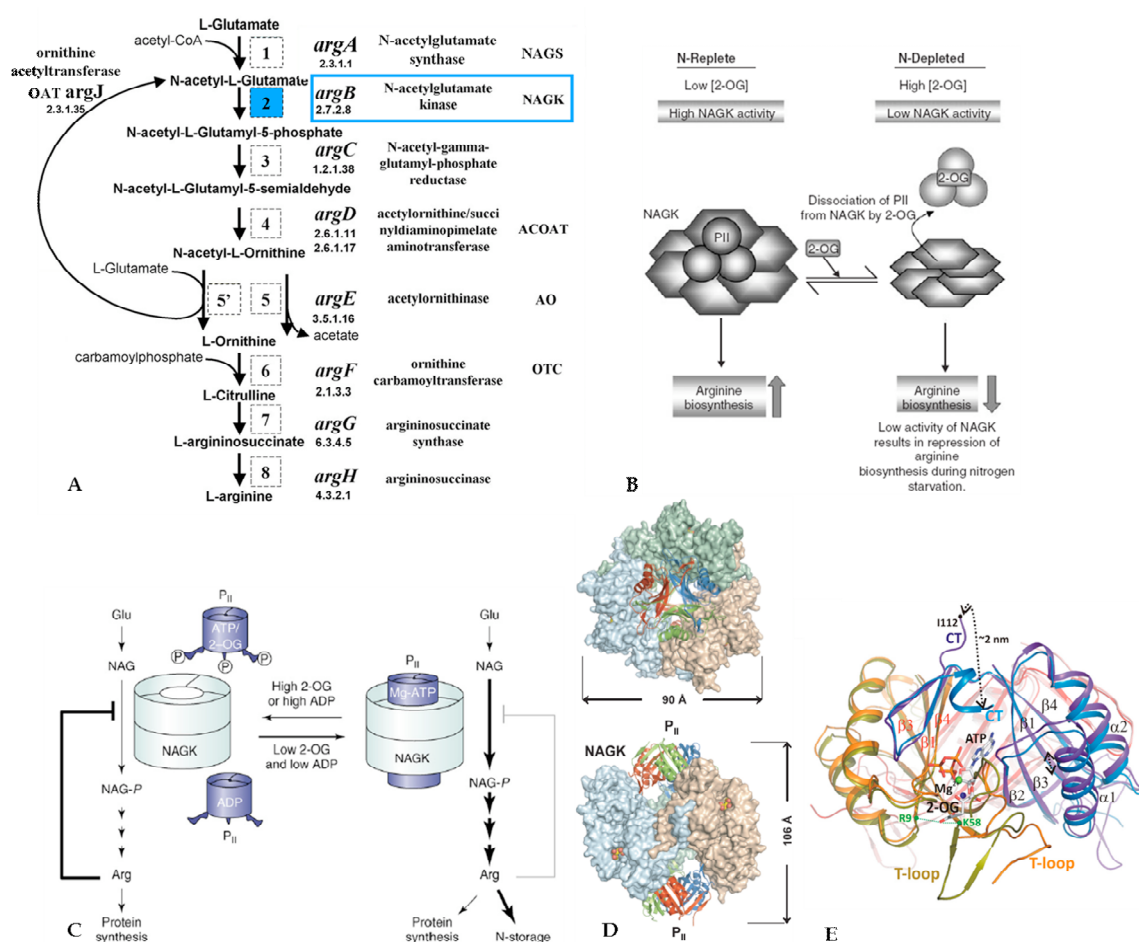 L-Glutamate
acetyl-CoA
1
argA
2.3.1.1
N-acetylglutamate
synthase
NAGS
ornithine
acetyltransferase
OAT argJ
2.3.1.35
N-acetyl-L-Glutamate
2
argB
2.7.2.8
N-acetylglutamate
kinase
NAGK
N-acetyl-L-Glutamyl-5-phosphate
3
argC
1.2.1.38
N-acetyl-gamma-
glutamyl-phosphate
reductase
N-acetyl-L-Glutamyl-5-semialdehyde
4
argD
2.6.1.11
2.6.1.17
acetylornithine/succi
nyldiaminopimelate
aminotransferase
ACOAT
N-acetyl-L-Ornithine
L-Glutamate
5'
5
argE
3.5.1.16
acetylornithinase
AO
acetate
L-Ornithine
carbamoylphosphate
6
argF
2.1.3.3
ornithine
carbamoyltransferase
OTC
L-Citrulline
7
argG
6.3.4.5
argininosuccinate
synthase
L-argininosuccinate
8
argH
4.3.2.1
argininosuccinase
L-arginine
A
N-Replete
Low [2-OG]
High NAGK activity
N-Depleted
High [2-OG]
Low NAGK activity
2-OG
Dissociation of PII
from NAGK by 2-OG
NAGK
PII
2-OG
Arginine
biosynthesis
Arginine
biosynthesis
Low activity of NAGK
results in repression of
arginine
biosynthesis during nitrogen
starvation.
B
PII
Glu
ATP/
2-OG
P
P
P
NAG
NAGK
High 2-OG
or high ADP
Low 2-OG
and low ADP
NAG-P
ADP
PII
Arg
Protein
synthesis
C
Glu
PII
Mg-ATP
NAG
NAGK
NAG-P
Arg
Protein
synthesis
N-storage
90 Å
PII
NAGK
106 Å
PII
D
I112
CT
~2 nm
CT
β3
β4
β1
ATP
β1
β4
α2
Mg
β3
β2
α1
2-OG
R9
K58
T-loop
T-loop
E